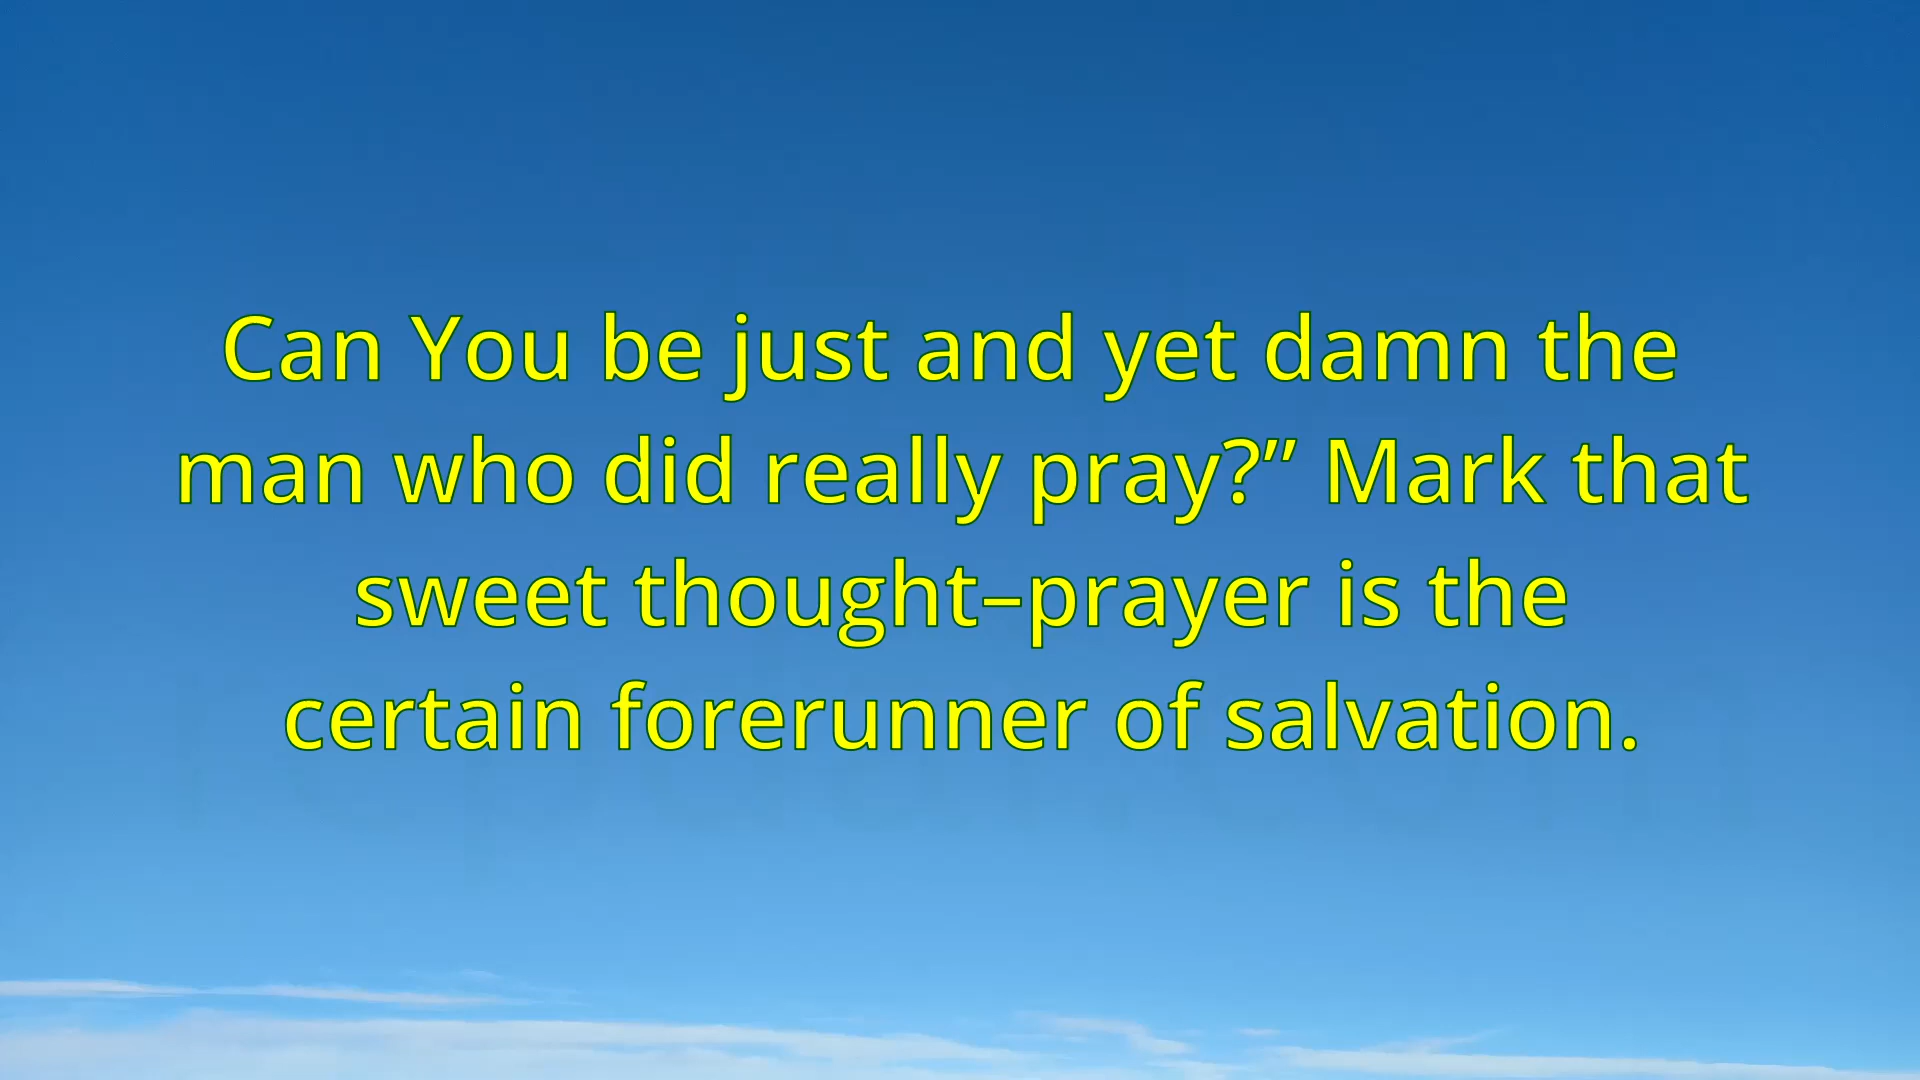 Can You be just and yet damn the
man who did really pray?” Mark that
sweet thought–prayer is the
certain forerunner of salvation.